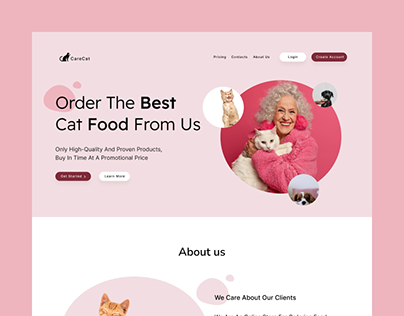 CareCat
Pricing Contacts About Us Login Create Account
Order The Best
Cat Food From Us
Only High-Quality And Proven Products,
Buy In Time At A Promotional Price
Get Started Learn More
About us
We Care About Our Clients